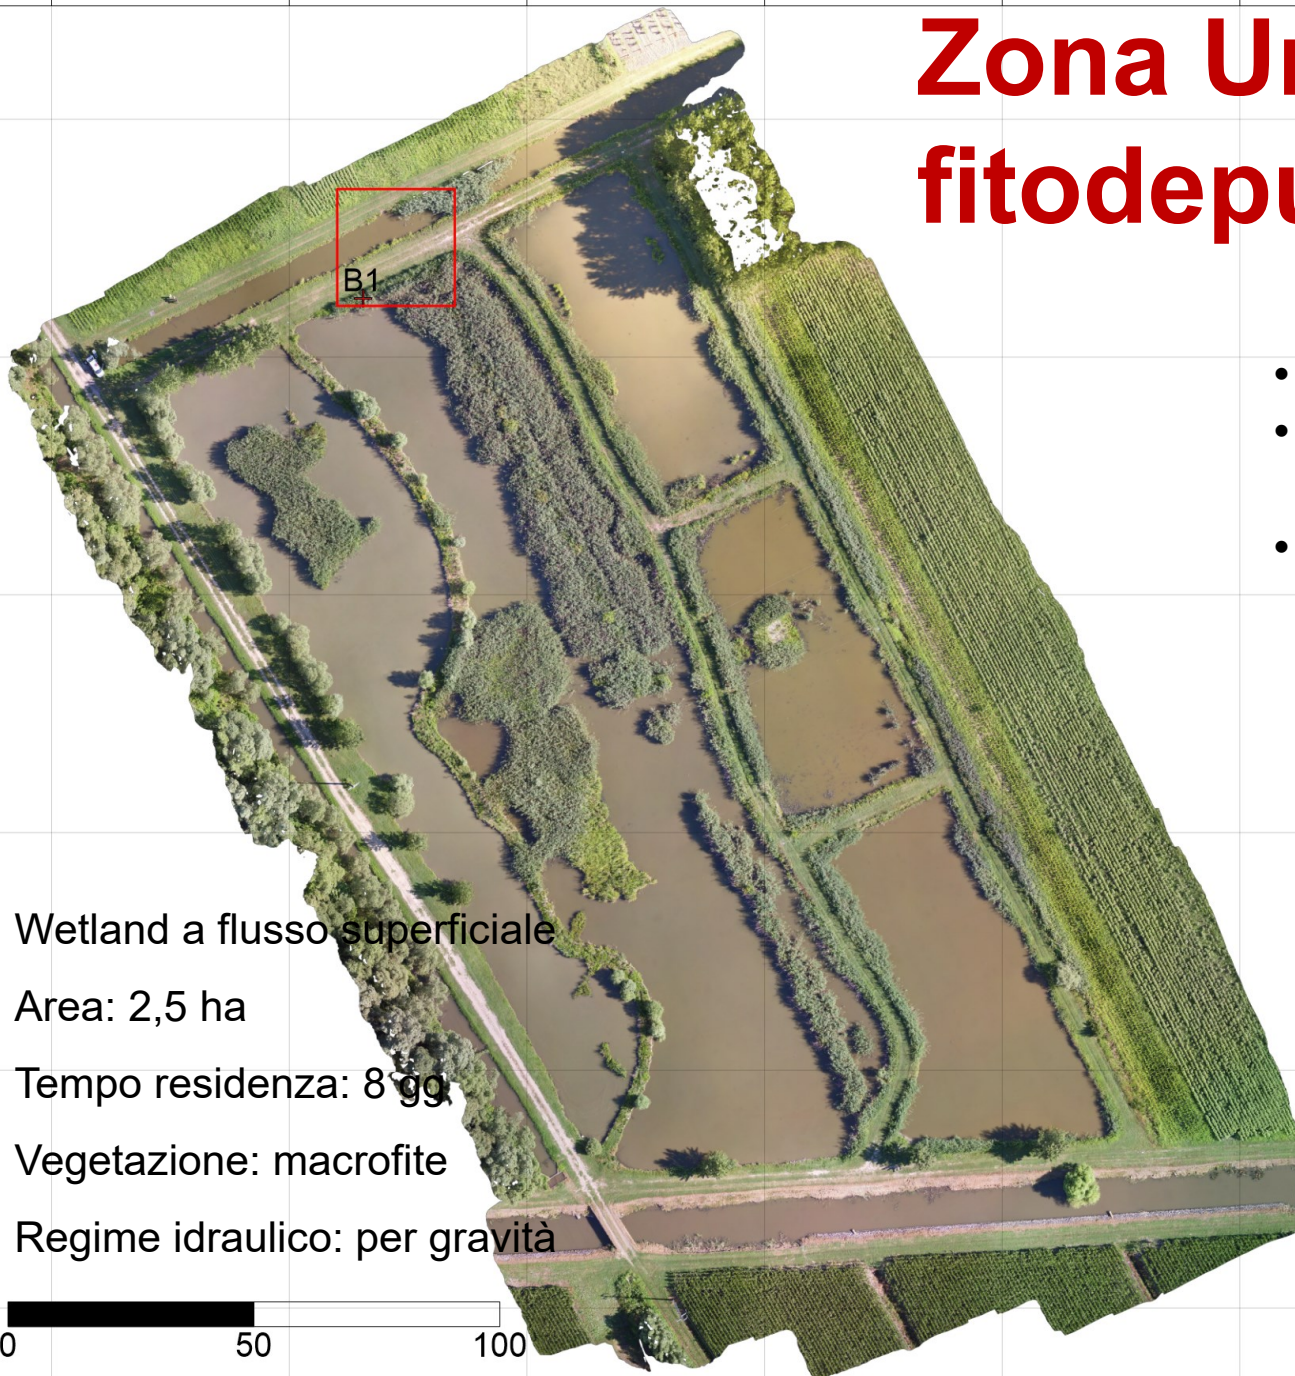 Zona
fitodepu
B1
Wetland a flusso superficiale
Area: 2,5 ha
Tempo residenza: 8 gg
Vegetazione: macrofite
Regime idraulico: per gravità
0 50 100